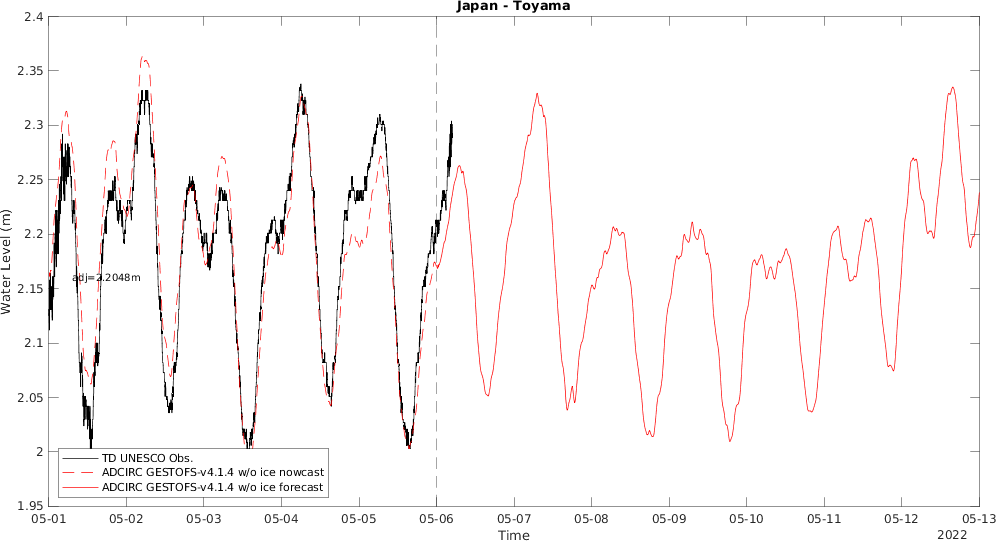 Japan - Toyama
2.4
2.35
2.3
2.25
2.2
2.15
2.1
2.05
2
1.95
Water Level (m)
adj=2.2048m
TD UNESCO Obs.
ADCIRC GESTOFS-v4.1.4 w/o ice nowcast
ADCIRC GESTOFS-v4.1.4 w/o ice forecast
05-01 05-02 05-03 05-04 05-05 05-06 05-07 05-08 05-09 05-10 05-11 05-12 05-13
Time
2022